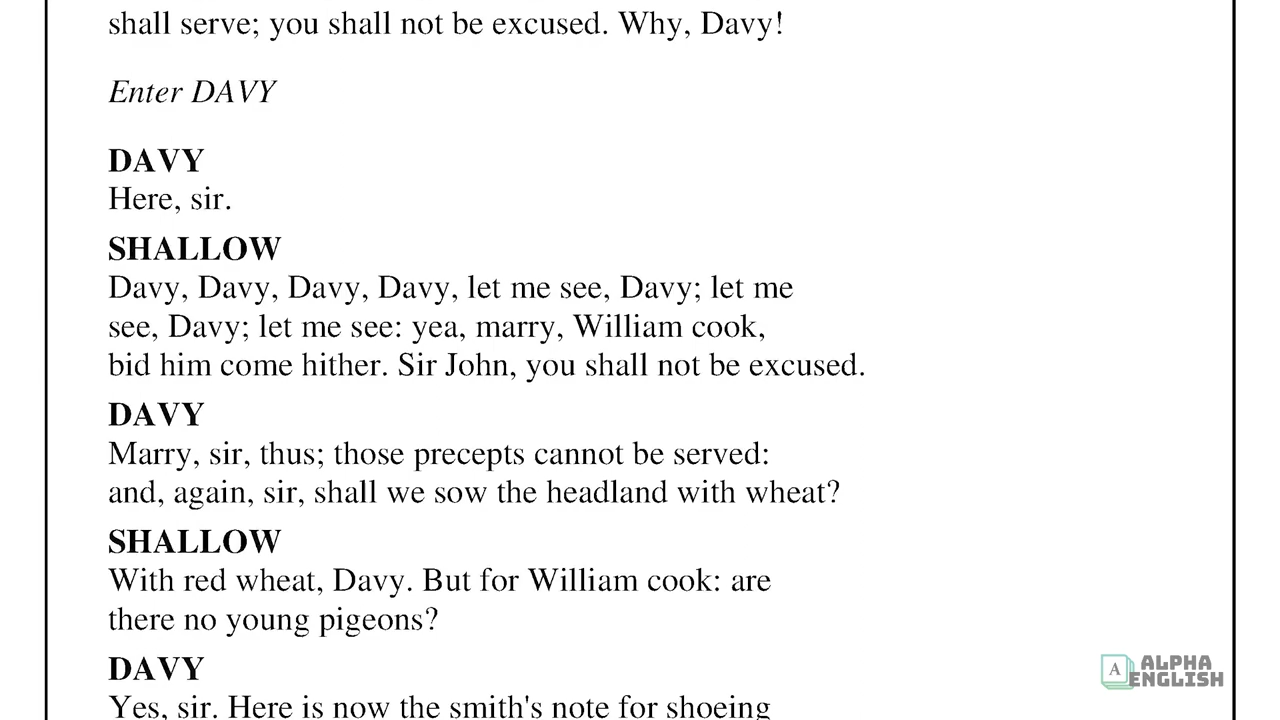 shall serve; you shall not be excused. Why, Davy!
Enter DAVY
DAVY
Here, sir.
SHALLOW
Davy, Davy, Davy, Davy, let me see, Davy; let me
see, Davy; let me see: yea, marry, William cook,
bid him come hither. Sir John, you shall not be excused.
DAVY
Marry, sir, thus; those precepts cannot be served:
and, again, sir, shall we sow the headland with wheat?
SHALLOW
With red wheat, Davy. But for William cook: are
there no young pigeons?
DAVY
Yes, sir. Here is now the smith's note for shoeing
A
ALPHA
ENGLISH